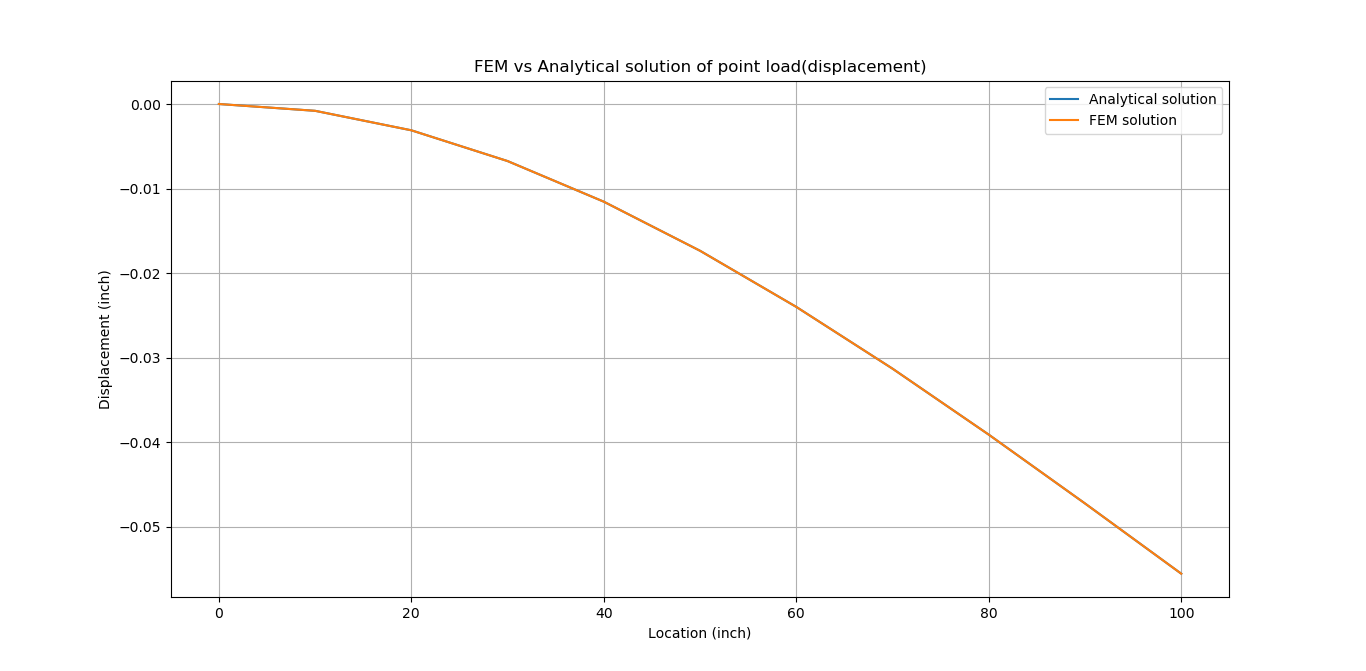 FEM vs Analytical solution of point load(displacement)
Analytical solution
FEM solution
0.00
−0.01
−0.02
−0.03
−0.04
−0.05
Displacement (inch)
0 20 40 60 80 100
Location (inch)